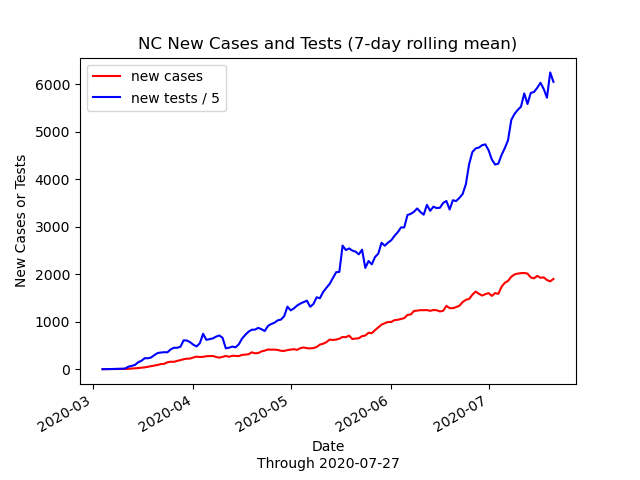 NC New Cases and Tests (7-day rolling mean)
new cases
new tests / 5
New Cases or Tests
6000
5000
4000
3000
2000
1000
0
2020-03
2020-04
2020-05
2020-06
2020-07
Date
Through 2020-07-27